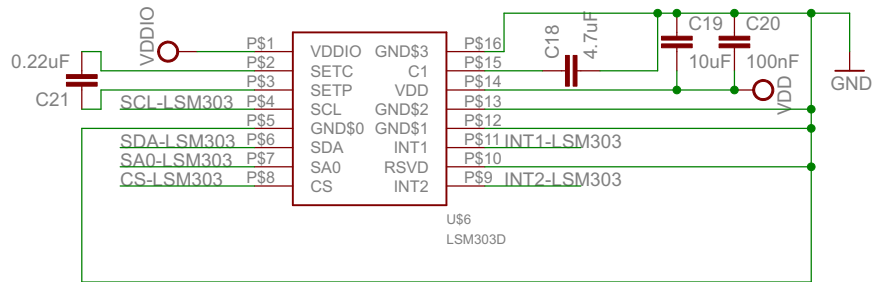 VDDIO
0.22uF
C21
SCL-LSM303
SDA-LSM303
SA0-LSM303
CS-LSM303
P$1
P$2
P$3
P$4
P$5
P$6
P$7
P$8
VDDIO
SETC
SETP
SCL
GND$0
SDA
SA0
CS
GND$3
C1
VDD
GND$2
GND$1
INT1
RSVD
INT2
P$16
P$15
P$14
P$13
P$12
P$11
P$10
P$9
INT1-LSM303
INT2-LSM303
C18
4.7uF
C19
10uF
C20
100nF
VDD
GND
U$6
LSM303D